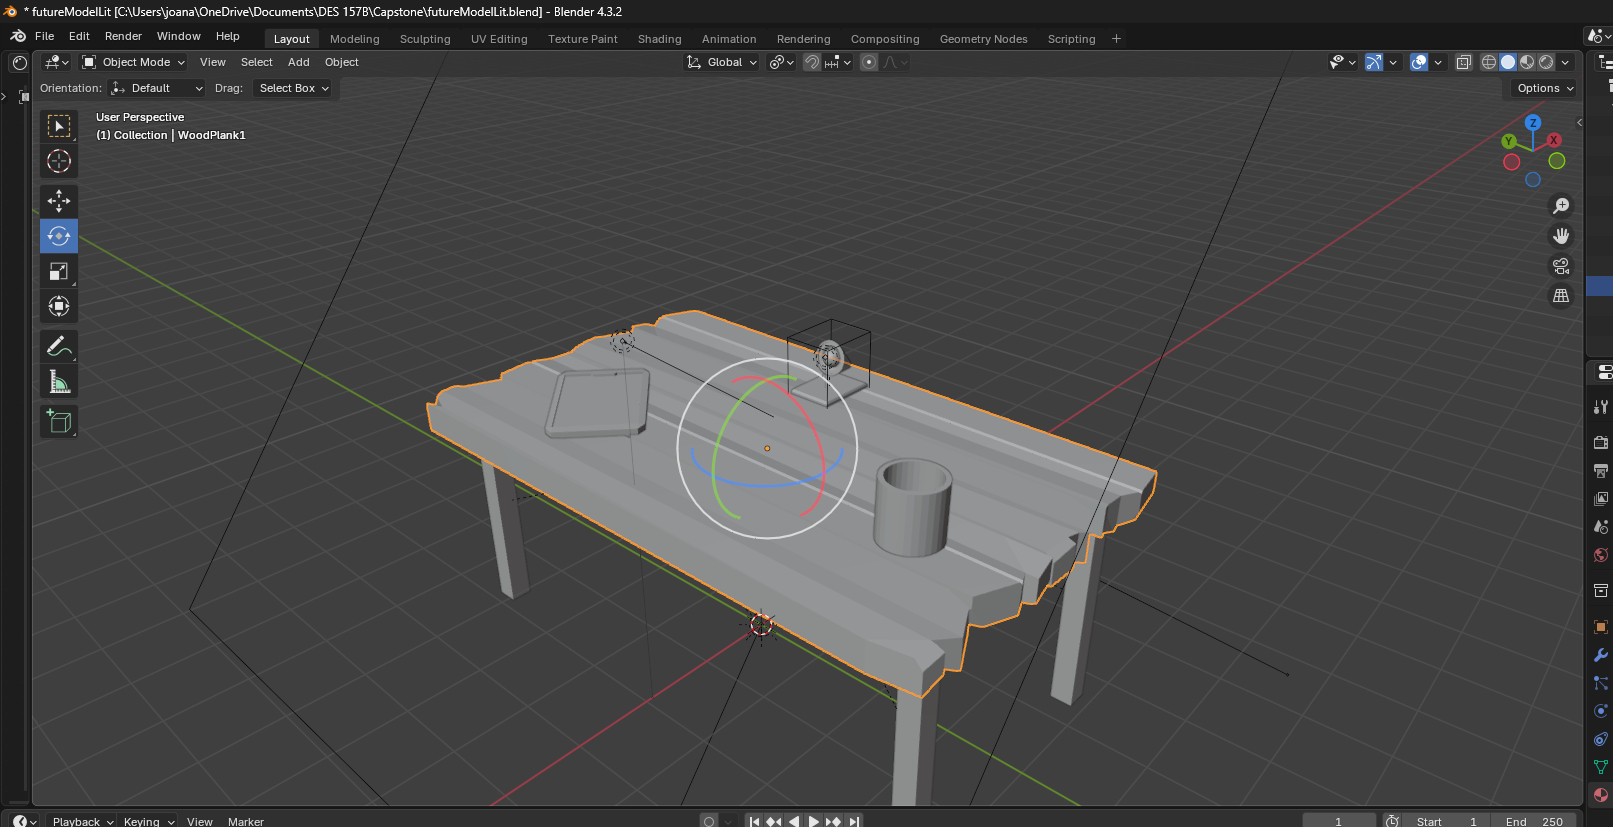 * futureModelLit [C:\Users\joana\OneDrive\Documents\DES 157B\Capstone\futureModelLit.blend] - Blender 4.3.2
File Edit Render Window Help Layout Modeling Sculpting UV Editing Texture Paint Shading Animation Rendering Compositing Geometry Nodes Scripting +
Object Mode View Select Add Object Global
Orientation: Default Drag: Select Box Options
User Perspective
(1) Collection | WoodPlank1
Z
Y X
Playback Keying View Marker 1 Start 1 End 250